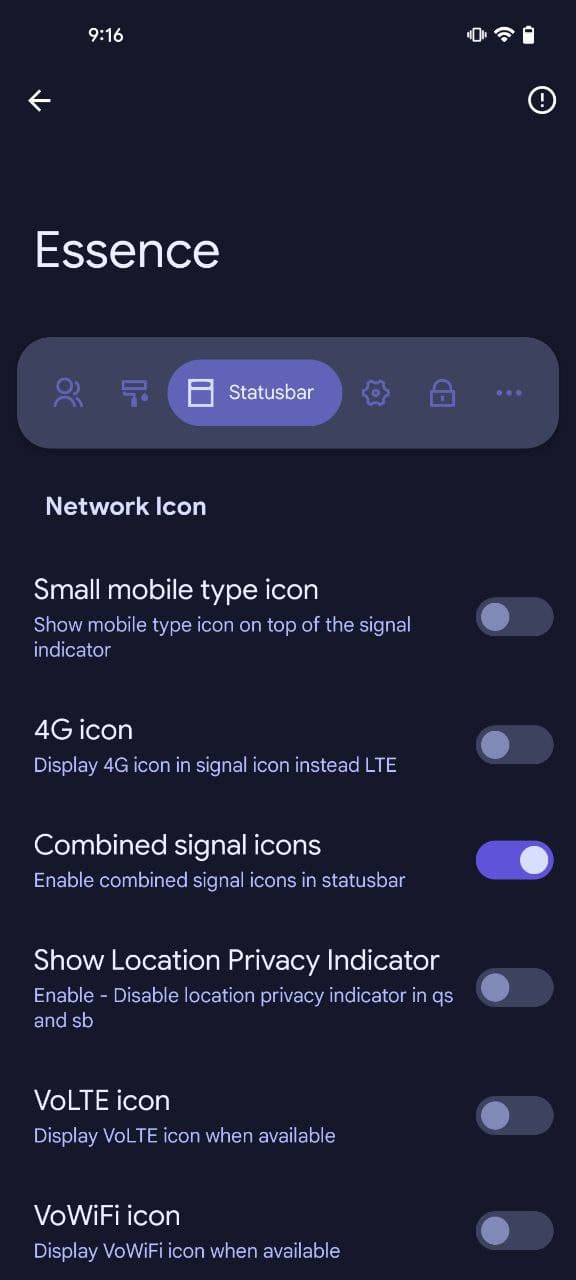 9:16
Essence
Statusbar
Network Icon
Small mobile type icon
Show mobile type icon on top of the signal
indicator
4G icon
Display 4G icon in signal icon instead LTE
Combined signal icons
Enable combined signal icons in statusbar
Show Location Privacy Indicator
Enable - Disable location privacy indicator in qs
and sb
VoLTE icon
Display VoLTE icon when available
VoWiFi icon
Display VoWiFi icon when available